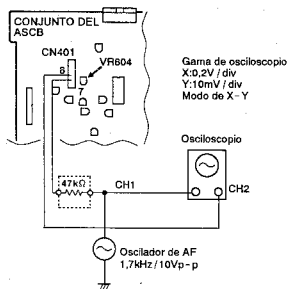 CONJUNTO DEL
ASCB
CN401
8
VR604
7
Gama de osciloscopio
X:0,2V / div
Y:10mV / div
Modo de X-Y
Osciloscopio
47kΩ
CH1
CH2
Oscilador de AF
1,7kHz / 10Vp-p